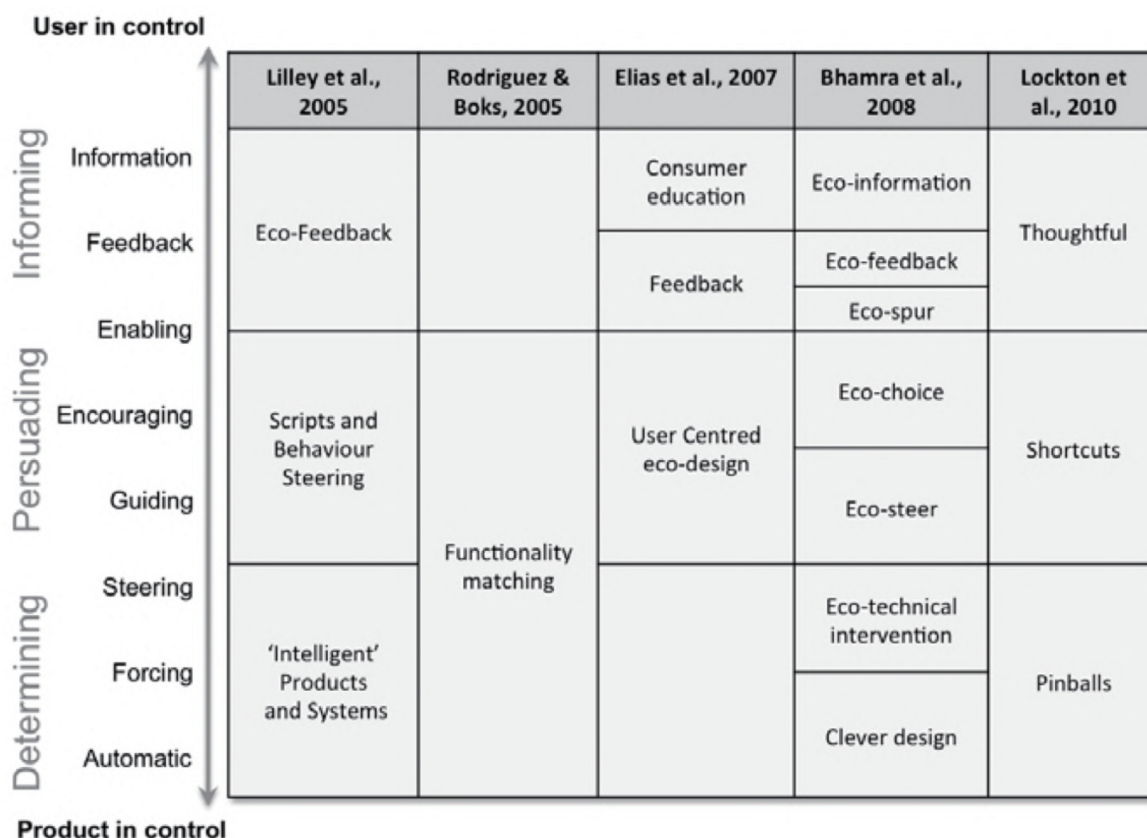 User in control
Lilley et al.,
2005
Rodriguez &
Boks, 2005
Elias et al., 2007
Bhamra et al.,
2008
Lockton et
al., 2010
Informing
Persuading
Determining
Information
Feedback
Enabling
Encouraging
Guiding
Steering
Forcing
Automatic
Eco-Feedback
Scripts and
Behaviour
Steering
‘Intelligent’
Products
and Systems
Functionality
matching
Consumer
education
Feedback
User Centred
eco-design
Eco-information
Eco-feedback
Eco-spur
Eco-choice
Eco-steer
Eco-technical
intervention
Clever design
Thoughtful
Shortcuts
Pinballs
Product in control